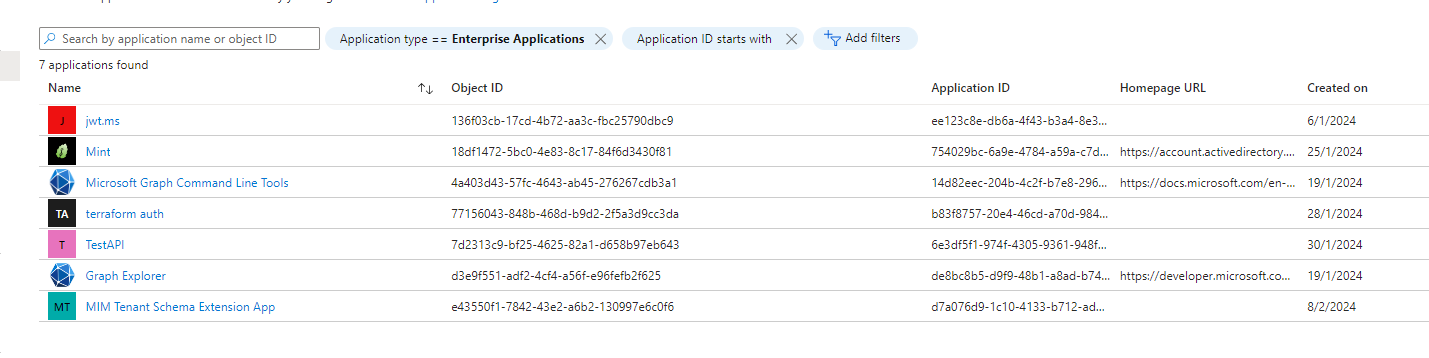 Search by application name or object ID Application type == Enterprise Applications Application ID starts with Add filters
7 applications found
Name Object ID Application ID Homepage URL Created on
J jwt.ms 136f03cb-17cd-4b72-aa3c-fbc25790dbc9 ee123c8e-db6a-4f43-b3a4-8e3... 6/1/2024
Mint 18df1472-5bc0-4e83-8c17-84f6d3430f81 754029bc-6a9e-4784-a59a-c7d... https://account.activedirectory.... 25/1/2024
Microsoft Graph Command Line Tools 4a403d43-57fc-4643-ab45-276267cdb3a1 14d82eec-204b-4c2f-b7e8-296... https://docs.microsoft.com/en-... 19/1/2024
TA terraform auth 77156043-848b-468d-b9d2-2f5a3d9cc3da b83f8757-20e4-46cd-a70d-984... 28/1/2024
T TestAPI 7d2313c9-bf25-4625-82a1-d658b97eb643 6e3df5f1-974f-4305-9361-948f... 30/1/2024
Graph Explorer d3e9f551-adf2-4cf4-a56f-e96fefb2f625 de8bc8b5-d9f9-48b1-a8ad-b74... https://developer.microsoft.co... 19/1/2024
MT MIM Tenant Schema Extension App e43550f1-7842-43e2-a6b2-130997e6c0f6 d7a076d9-1c10-4133-b712-ad... 8/2/2024